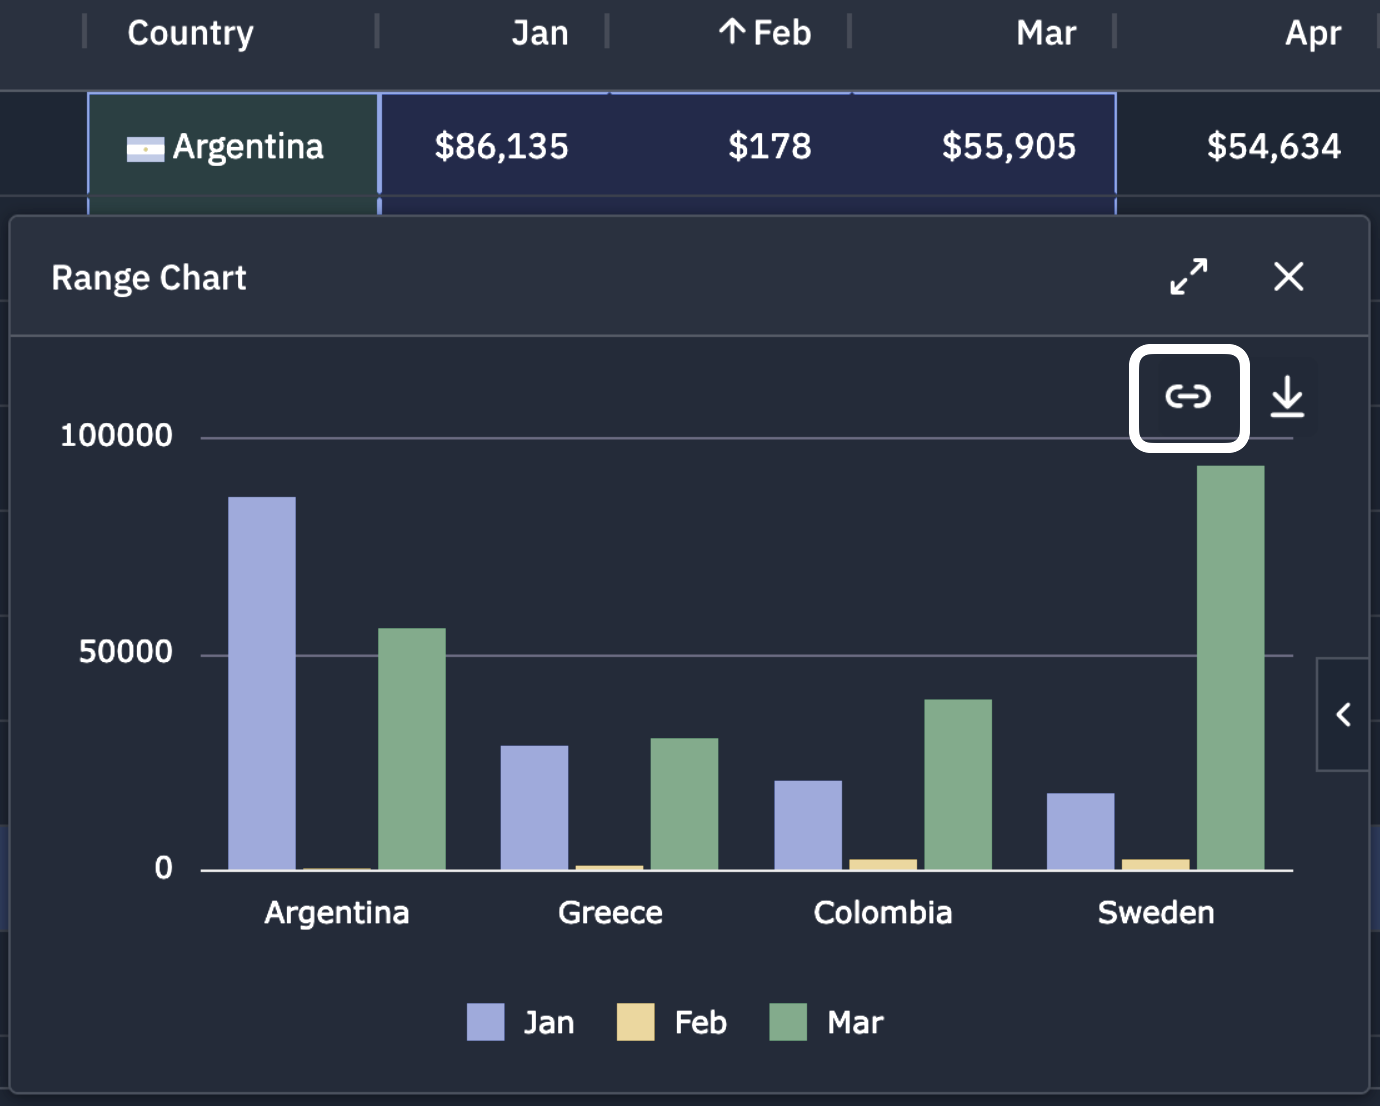 Country Jan ↑ Feb Mar Apr
Argentina $86,135 $178 $55,905 $54,634
Range Chart
100000
50000
0
Argentina Greece Colombia Sweden
Jan Feb Mar